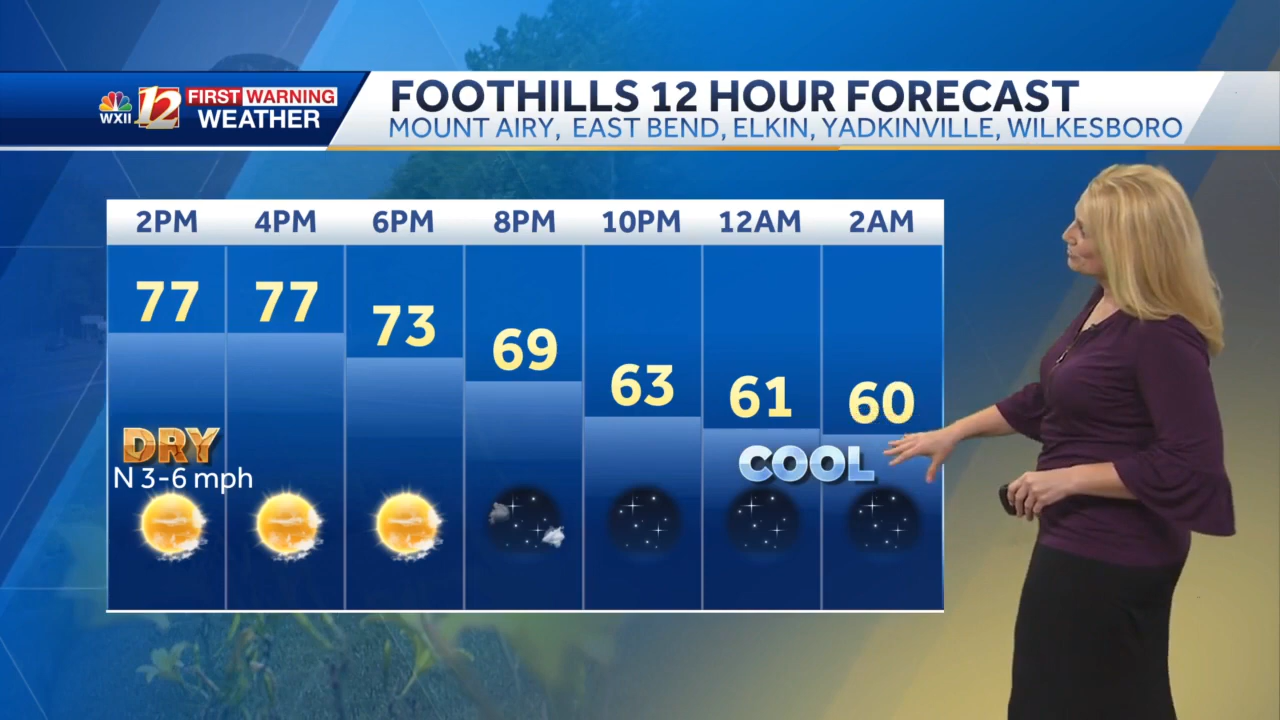 WXII 12 FIRST WARNING
WEATHER
FOOTHILLS 12 HOUR FORECAST
MOUNT AIRY, EAST BEND, ELKIN, YADKINVILLE, WILKESBORO
2PM 4PM 6PM 8PM 10PM 12AM 2AM
77 77 73 69 63 61 60
DRY
N 3-6 mph
COOL